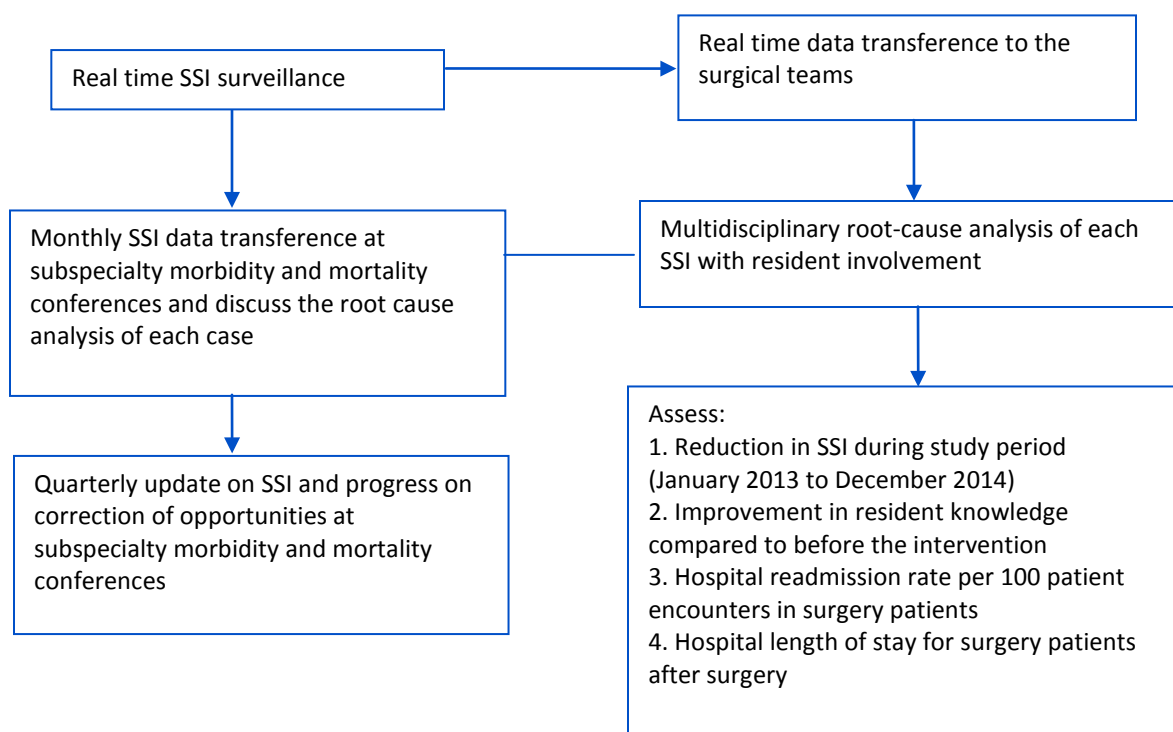 Real time SSI surveillance
Real time data transference to the
surgical teams
Monthly SSI data transference at
subspecialty morbidity and mortality
conferences and discuss the root cause
analysis of each case
Multidisciplinary root-cause analysis of each
SSI with resident involvement
Quarterly update on SSI and progress on
correction of opportunities at
subspecialty morbidity and mortality
conferences
Assess:
1. Reduction in SSI during study period
(January 2013 to December 2014)
2. Improvement in resident knowledge
compared to before the intervention
3. Hospital readmission rate per 100 patient
encounters in surgery patients
4. Hospital length of stay for surgery patients
after surgery